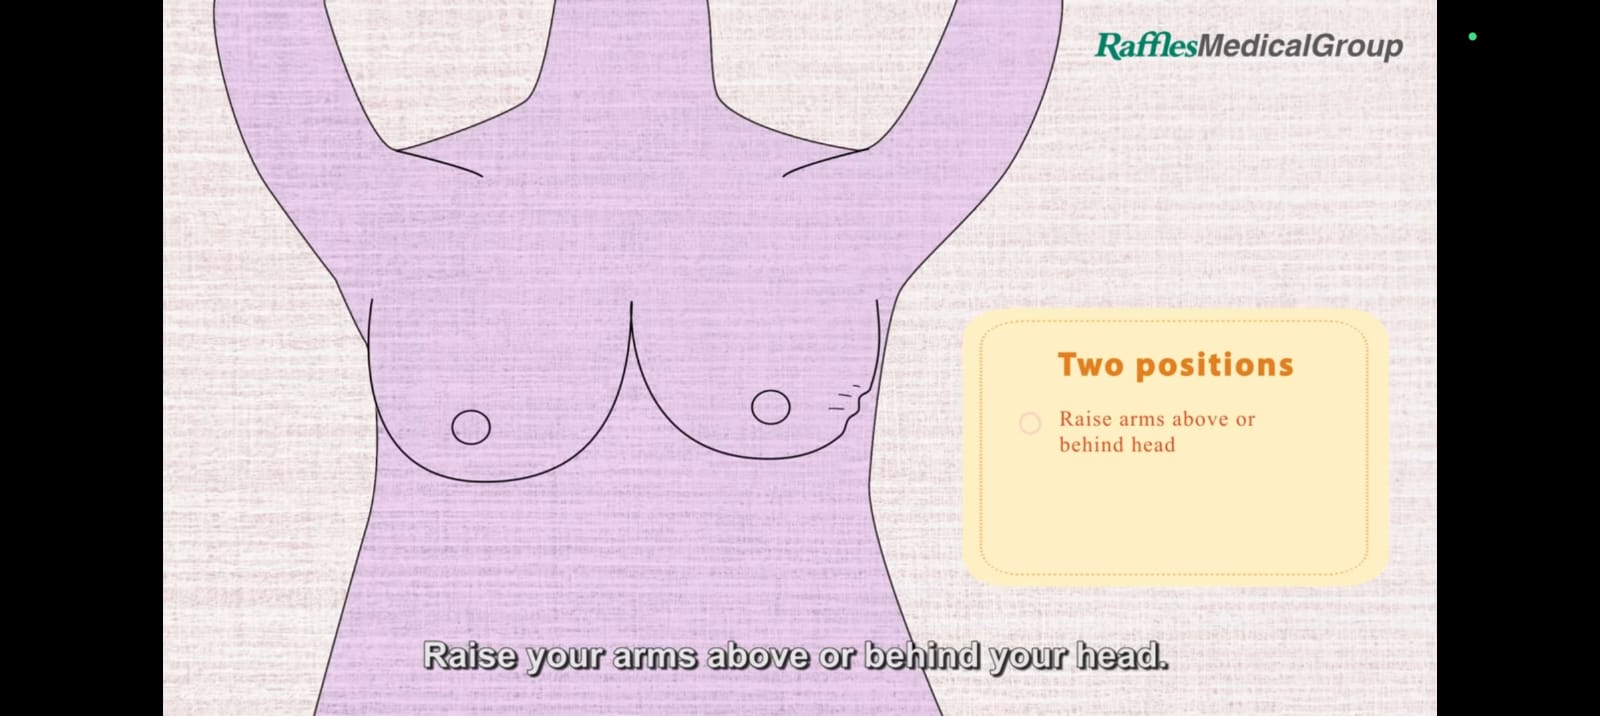 RafflesMedicalGroup
Two positions
Raise arms above or
behind head
Raise your arms above or behind your head.